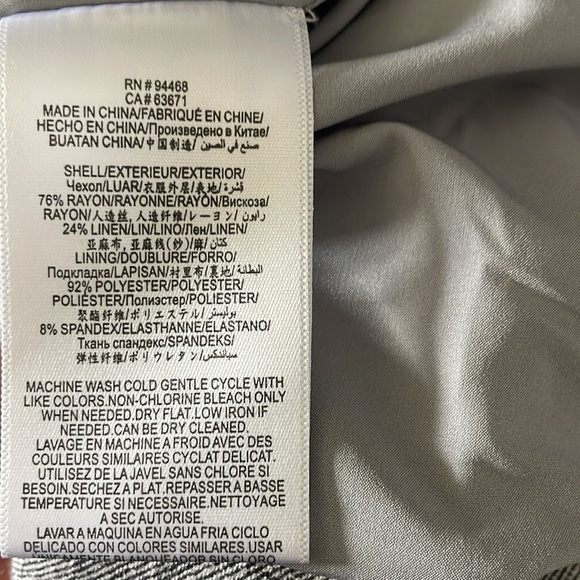 RN # 94468
CA # 63671
MADE IN CHINA/FABRIQUÉ EN CHINE/
HECHO EN CHINA/Произведено в Китае/
BUATAN CHINA/中国制造/ صنع في الصين
SHELL/EXTERIEUR/EXTERIOR/
Чехол/LUAR/衣服外层/表地/ قشرة
76% RAYON/RAYONNE/RAYÓN/Вискоза/
RAYON/人造丝, 人造纤维/レーヨン/ رايون
24% LINEN/LIN/LINO/Лен/LINEN/
亚麻布, 亚麻线(纱)/麻/ كتان
LINING/DOUBLURE/FORRO/
Подкладка/LAPISAN/衬里布/裏地/ البطانة
92% POLYESTER/POLYESTER/
POLIÉSTER/Полиэстер/POLIESTER/
聚酯纤维/ポリエステル/ بوليستر
8% SPANDEX/ELASTHANNE/ELASTANO/
Ткань спандекс/SPANDEKS/
弹性纤维/ポリウレタン/ سباندكس
MACHINE WASH COLD GENTLE CYCLE WITH
LIKE COLORS.NON-CHLORINE BLEACH ONLY
WHEN NEEDED.DRY FLAT.LOW IRON IF
NEEDED.CAN BE DRY CLEANED.
LAVAGE EN MACHINE A FROID AVEC DES
COULEURS SIMILAIRES CYCLAT DELICAT.
UTILISEZ DE LA JAVEL SANS CHLORE SI
BESOIN.SECHEZ A PLAT.REPASSER A BASSE
TEMPERATURE SI NECESSAIRE.NETTOYAGE
A SEC AUTORISE.
LAVAR A MAQUINA EN AGUA FRIA CICLO
DELICADO CON COLORES SIMILARES.USAR
UNICAMENTE BLANQUEADOR SIN CLORO